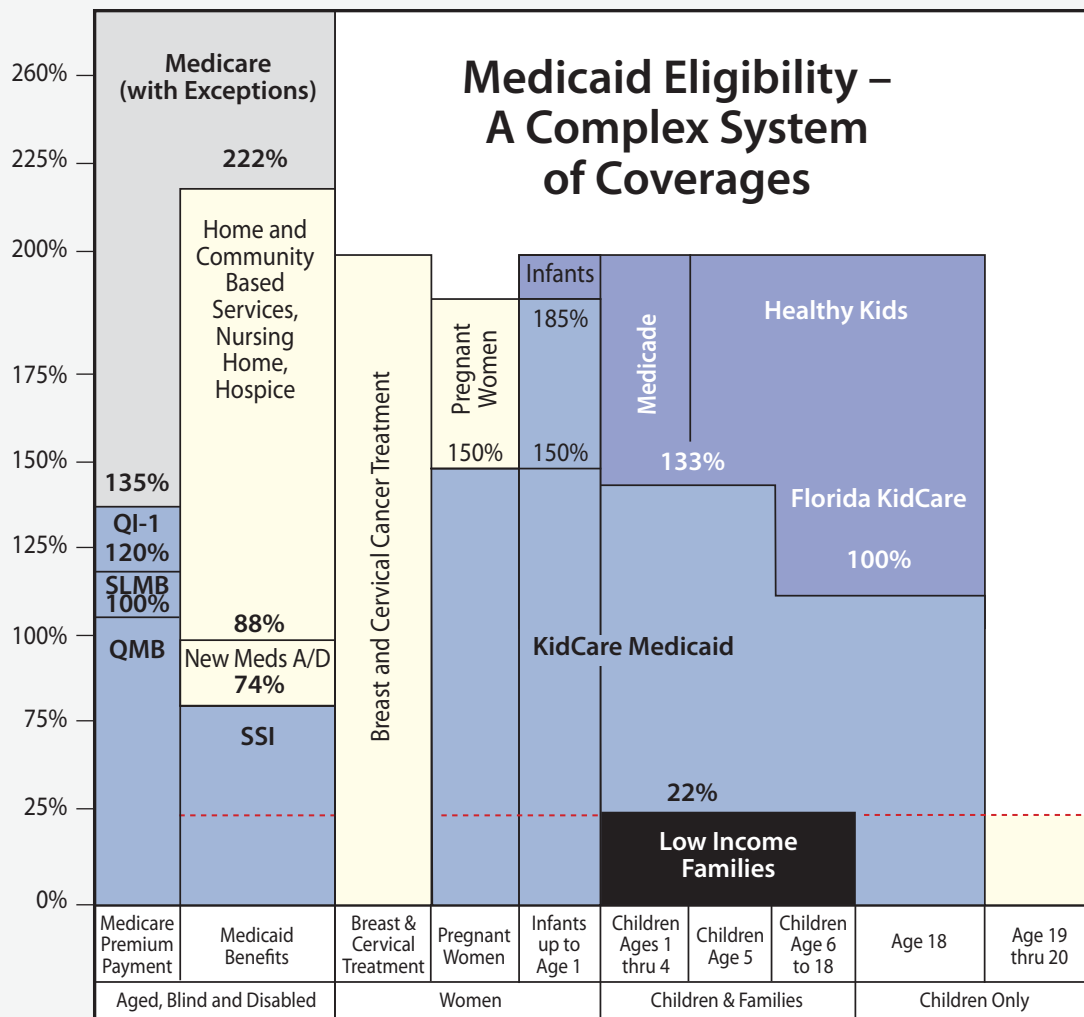 Medicaid Eligibility –
A Complex System
of Coverages
260%
225%
200%
175%
150%
125%
100%
75%
25%
0%
Medicare
(with Exceptions)
222%
Home and
Community
Based
Services,
Nursing
Home,
Hospice
135%
QI-1
120%
SLMB
100%
QMB
88%
New Meds A/D
74%
SSI
Breast and Cervical Cancer Treatment
Pregnant
Women
150%
Infants
185%
150%
Medicade
Healthy Kids
133%
Florida KidCare
100%
KidCare Medicaid
22%
Low Income
Families
Medicare
Premium
Payment
Medicaid
Benefits
Breast &
Cervical
Treatment
Pregnant
Women
Infants
up to
Age 1
Children
Ages 1
thru 4
Children
Age 5
Children
Age 6
to 18
Age 18
Age 19
thru 20
Aged, Blind and Disabled
Women
Children & Families
Children Only